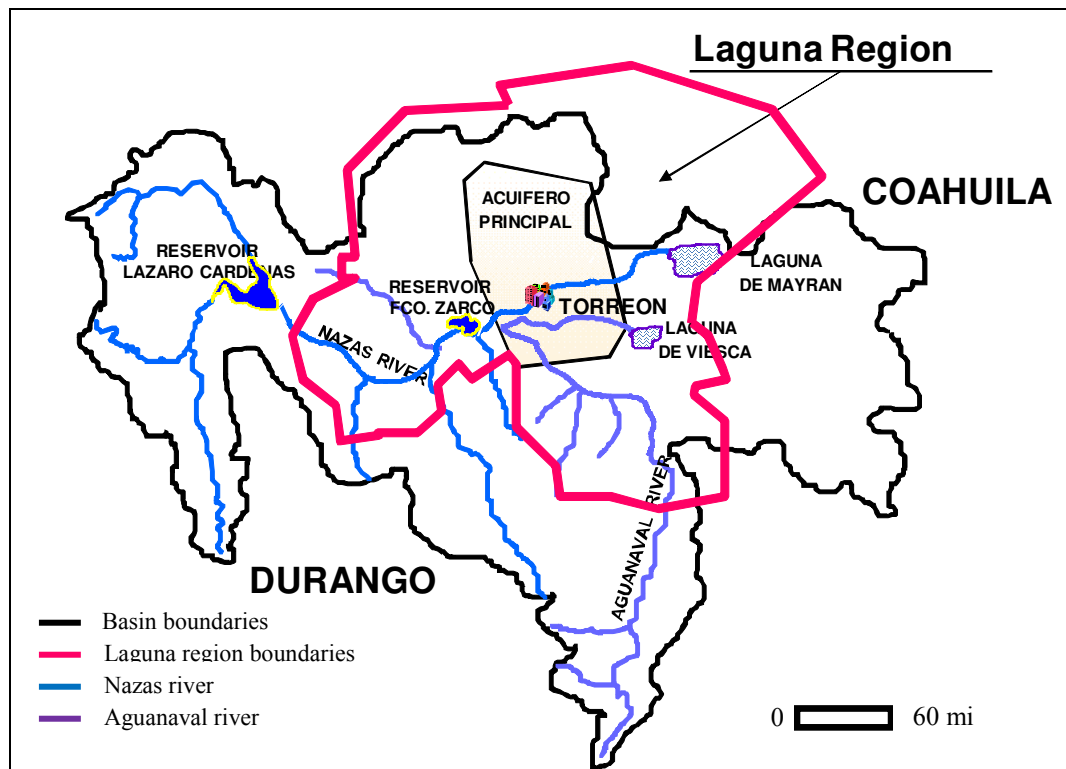 Laguna Region
COAHUILA
ACUIFERO
PRINCIPAL
RESERVOIR
LAZARO CARDENAS
LAGUNA
DE MAYRAN
RESERVOIR
FCO. ZARCO
TORREON
LAGUNA
DE VIESCA
NAZAS RIVER
AGUANAVAL RIVER
DURANGO
Basin boundaries
Laguna region boundaries
Nazas river
Aguanaval river
0 60 mi